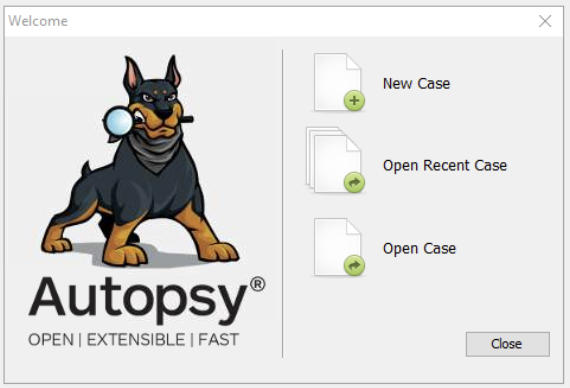 Welcome
Autopsy®
OPEN | EXTENSIBLE | FAST
New Case
Open Recent Case
Open Case
Close